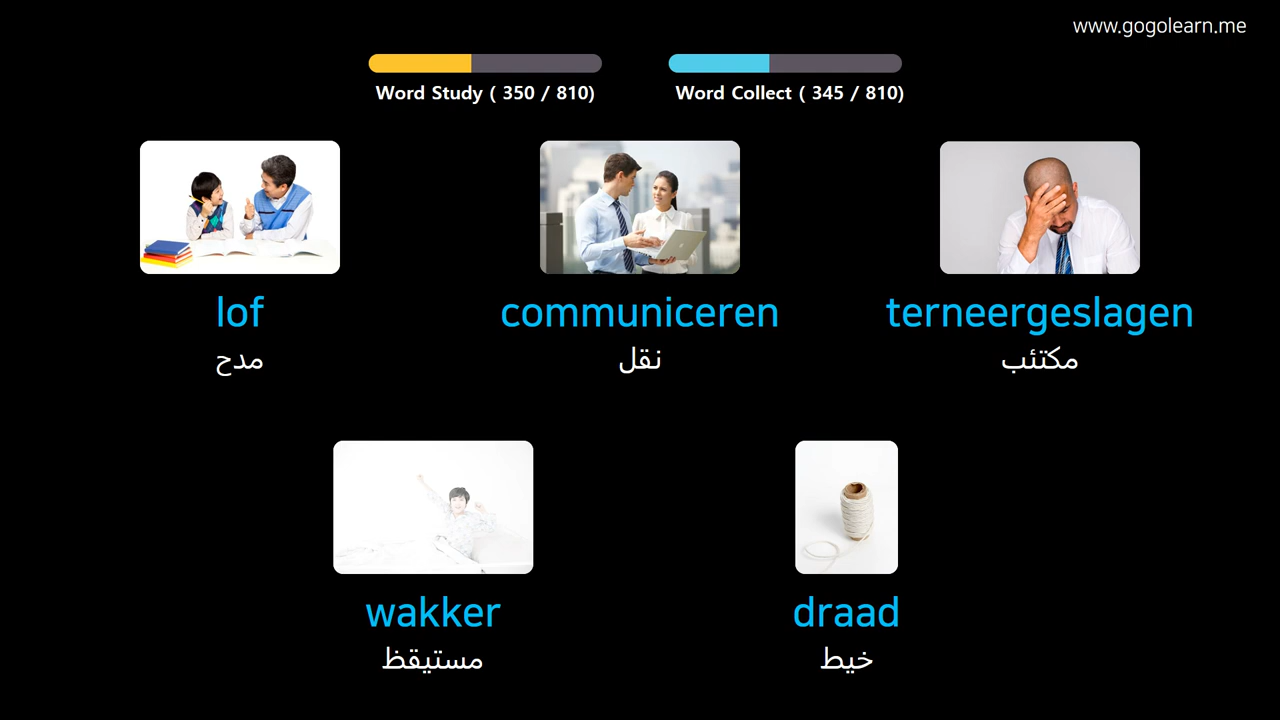 www.gogolearn.me
Word Study ( 350 / 810)
Word Collect ( 345 / 810)
lof
communiceren
terneergeslagen
مدح
نقل
مكتئب
wakker
draad
مستيقظ
خيط